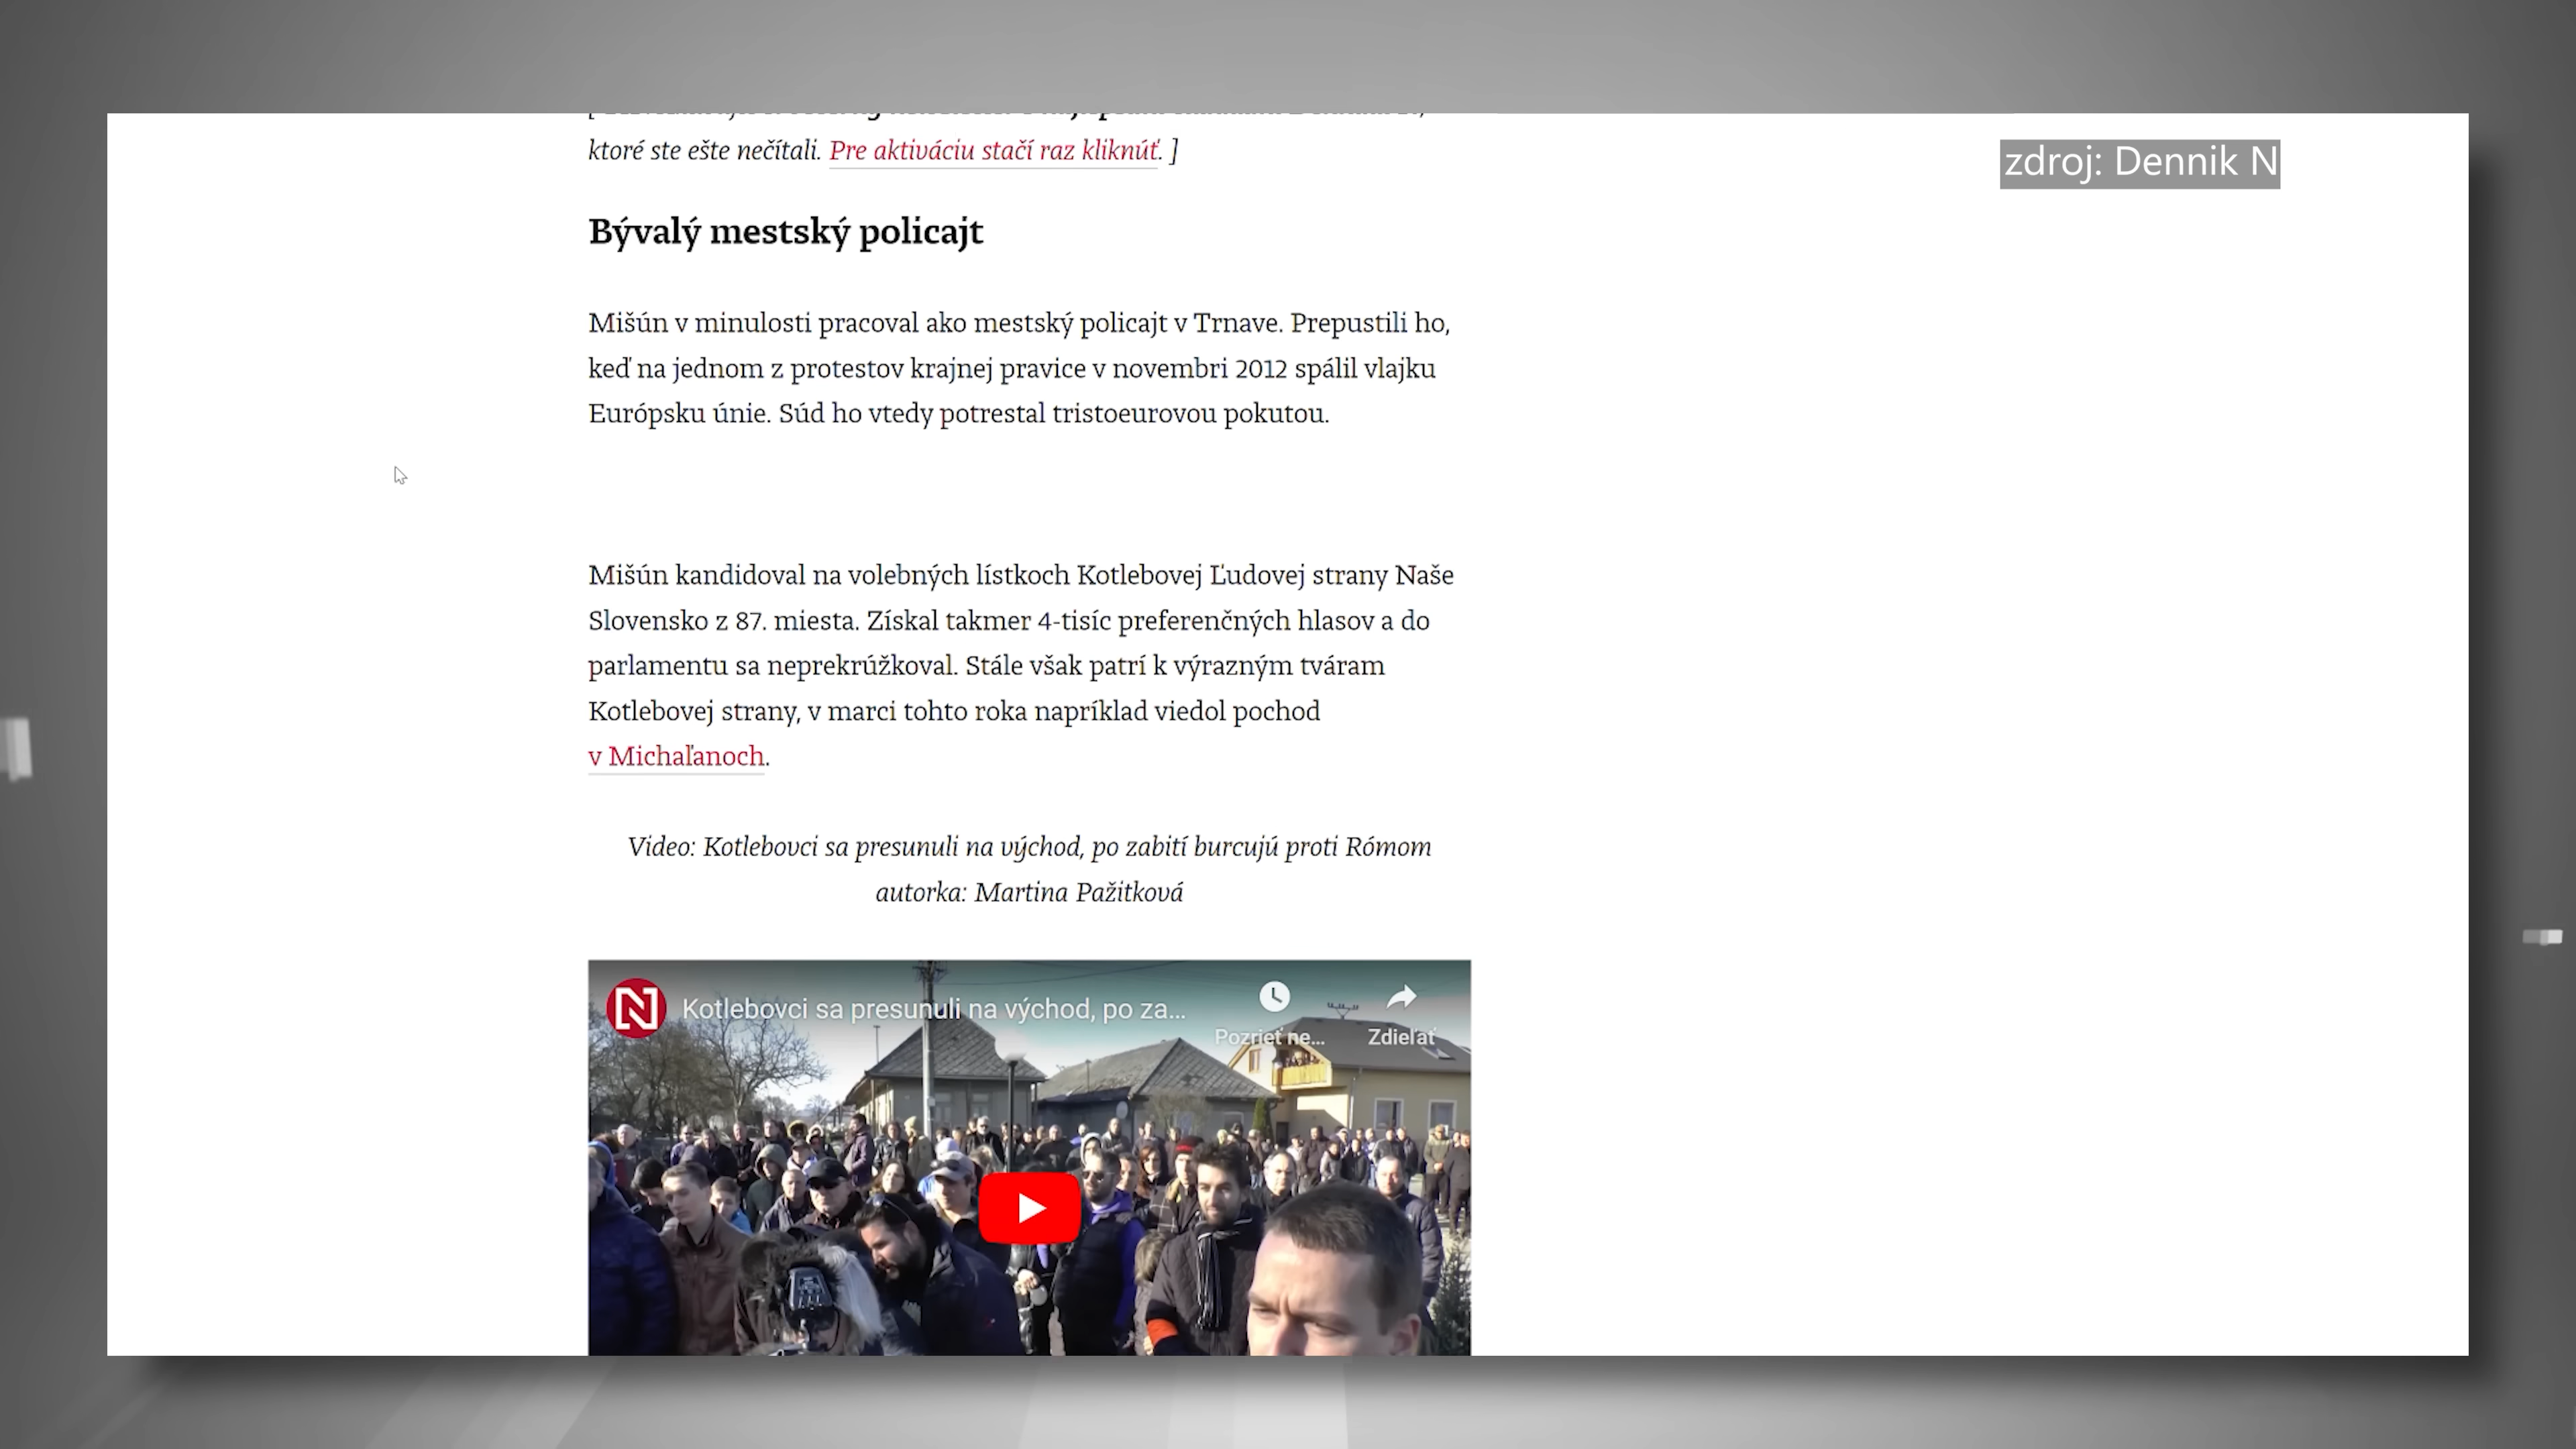 ktoré ste ešte nečítali. Pre aktiváciu stačí raz kliknúť. ]
zdroj: Dennik N
Bývalý mestský policajt
Mišún v minulosti pracoval ako mestský policajt v Trnave. Prepustili ho,
keď na jednom z protestov krajnej pravice v novembri 2012 spálil vlajku
Európsku únie. Súd ho vtedy potrestal tristoeurovou pokutou.
Mišún kandidoval na volebných lístkoch Kotlebovej Ľudovej strany Naše
Slovensko z 87. miesta. Získal takmer 4-tisíc preferenčných hlasov a do
parlamentu sa neprekrúžkoval. Stále však patrí k výrazným tváram
Kotlebovej strany, v marci tohto roka napríklad viedol pochod
v Michaľanoch.
Video: Kotlebovci sa presunuli na východ, po zabití burcujú proti Rómom
autorka: Martina Pažitková
N Kotlebovci sa presunuli na východ, po za...
Pozrieť ne...
Zdieľať